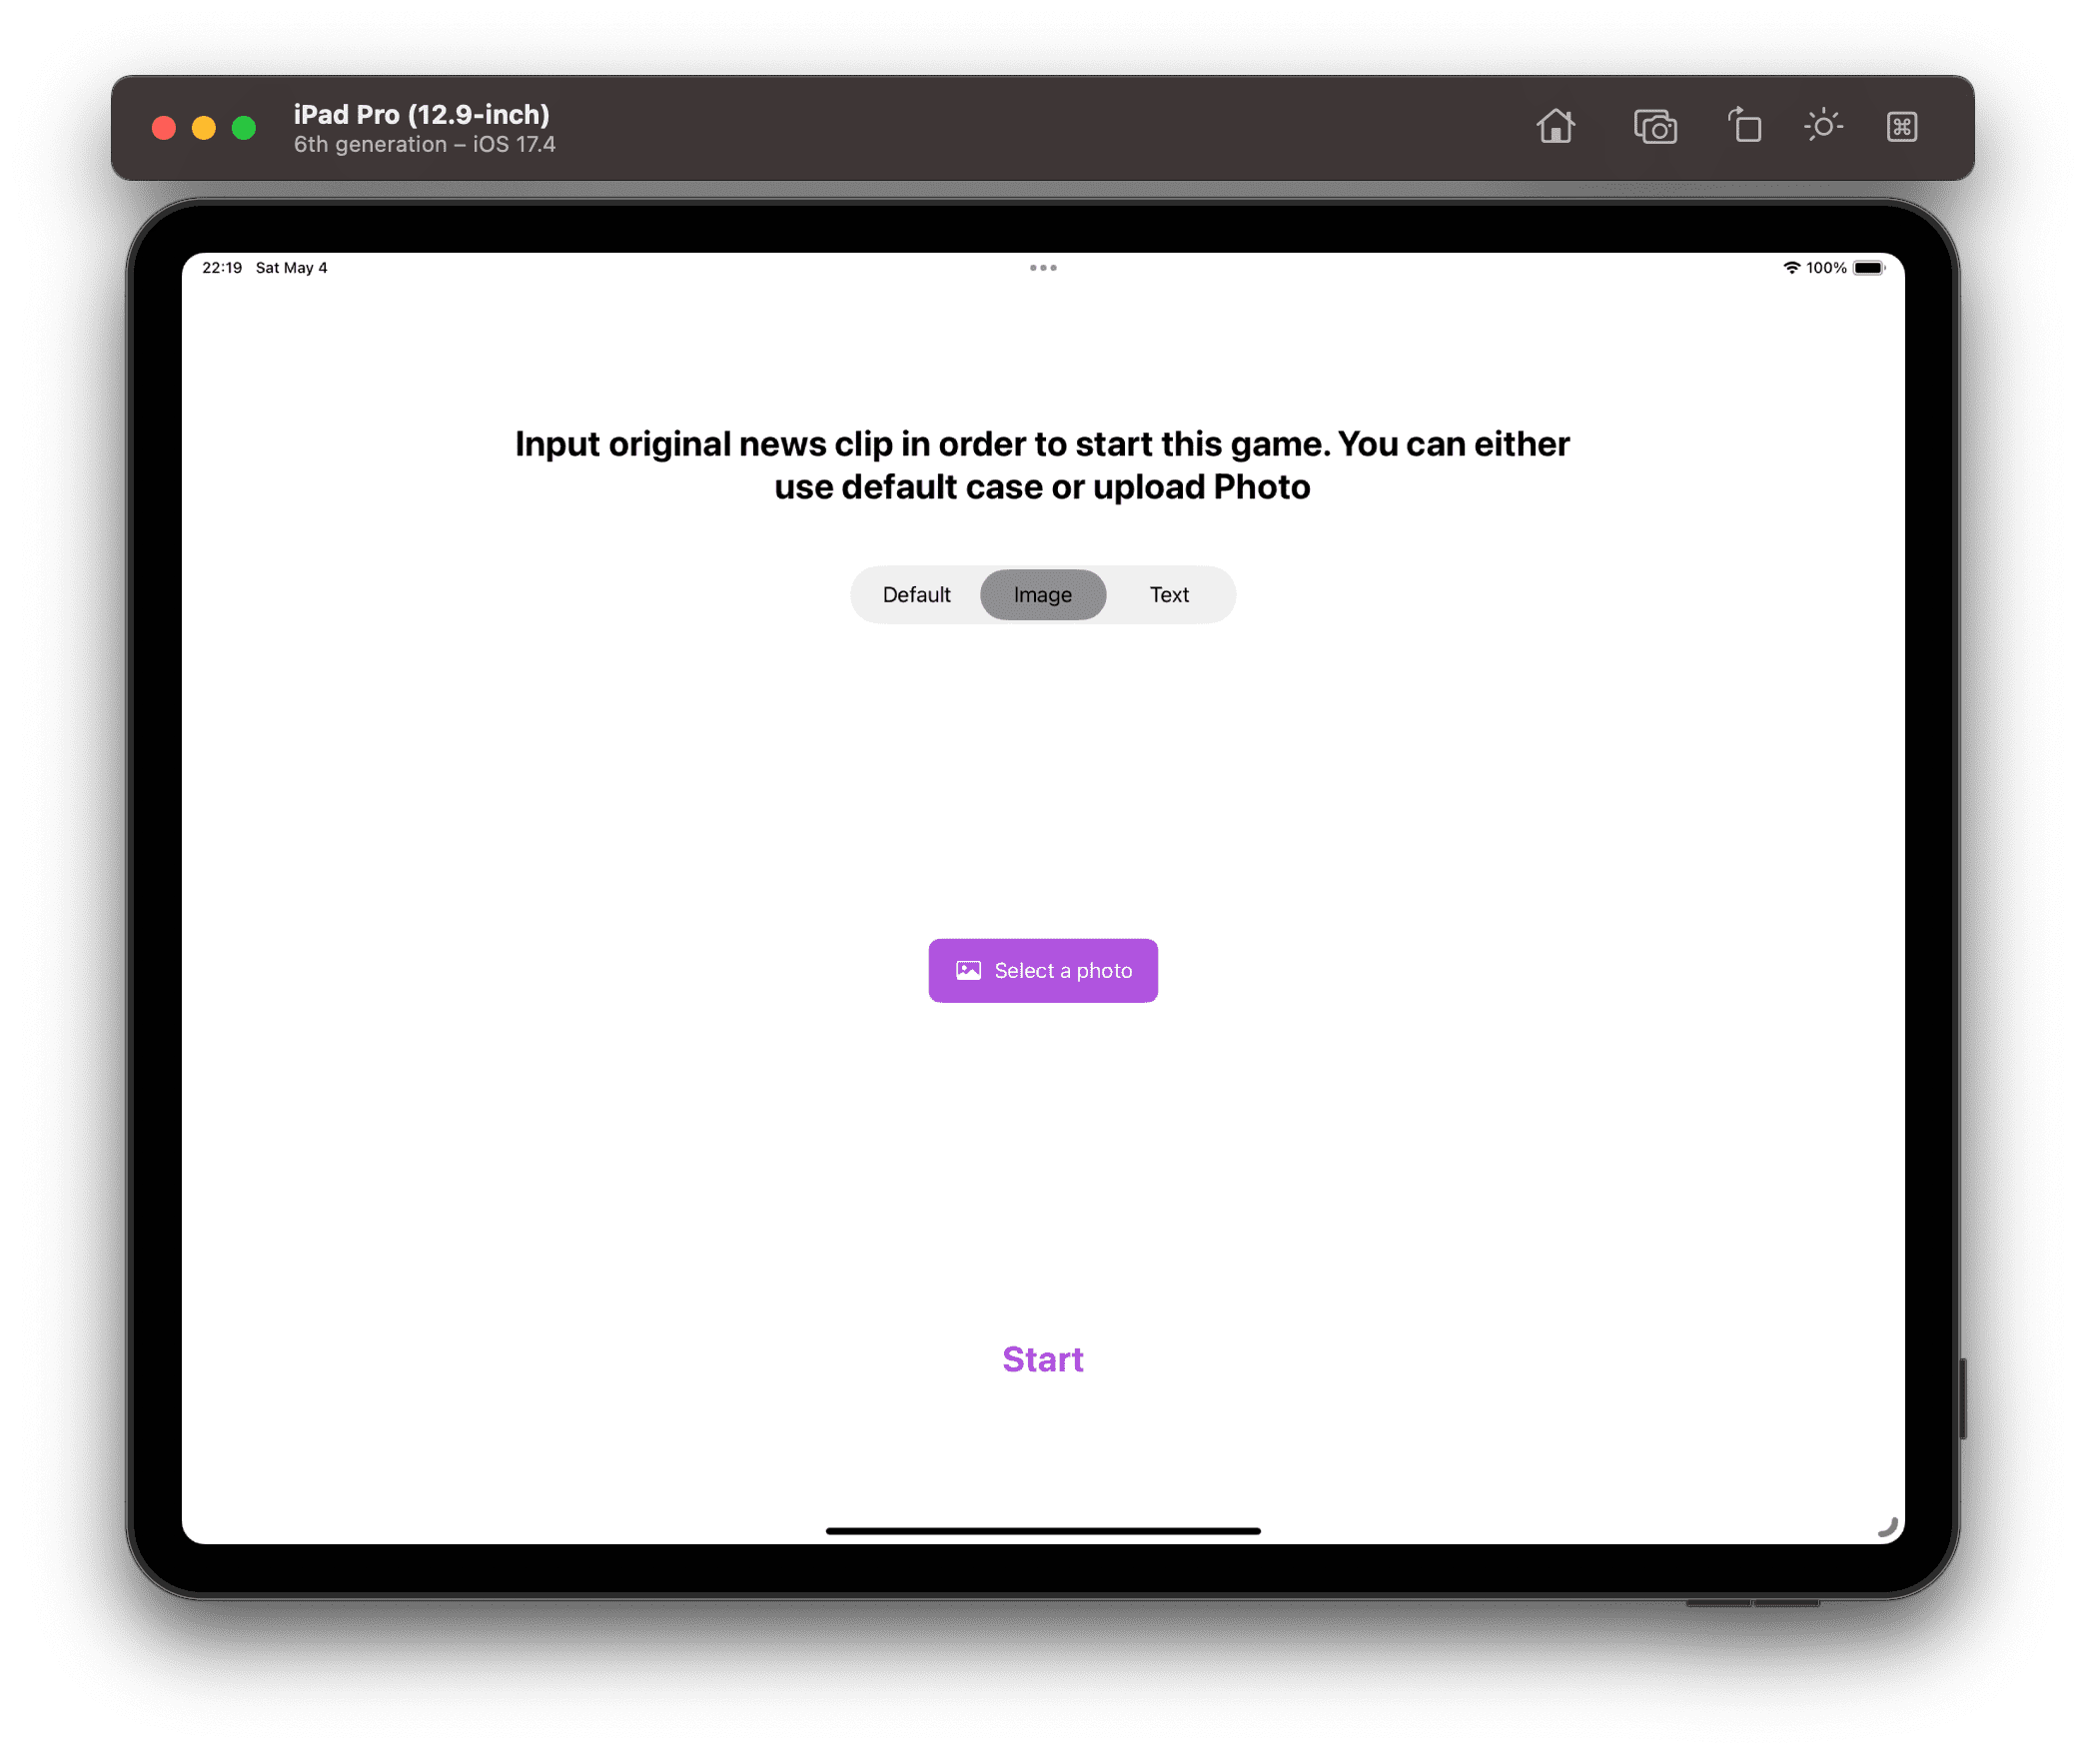 iPad Pro (12.9-inch)
6th generation – iOS 17.4
22:19 Sat May 4
100%
Input original news clip in order to start this game. You can either
use default case or upload Photo
Default Image Text
Select a photo
Start